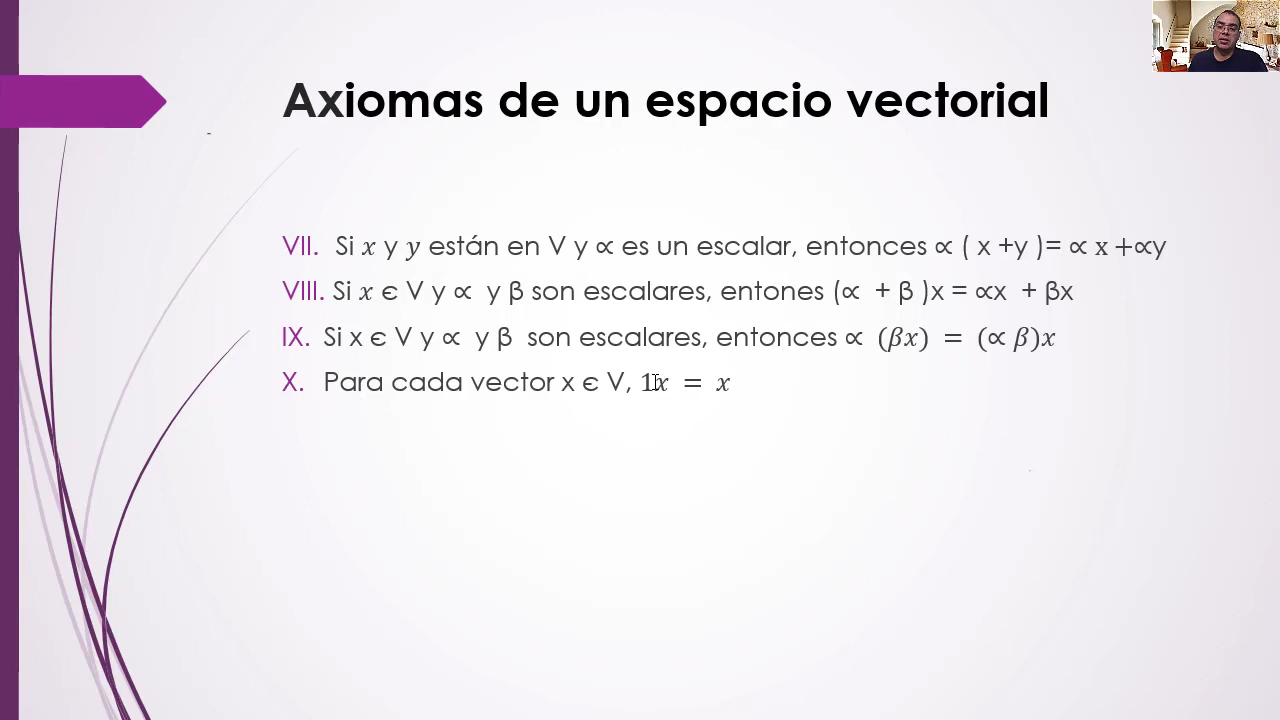 Axiomas de un espacio vectorial
VII. Si 𝑥 y 𝑦 están en V y ∝ es un escalar, entonces ∝ ( x +y )= ∝ x +∝y
VIII. Si 𝑥 є V y ∝ y β son escalares, entones (∝ + β )x = ∝x + βx
IX. Si x є V y ∝ y β son escalares, entonces ∝ (𝛽𝑥) = (∝ 𝛽)𝑥
X. Para cada vector x є V, 1𝑥 = 𝑥